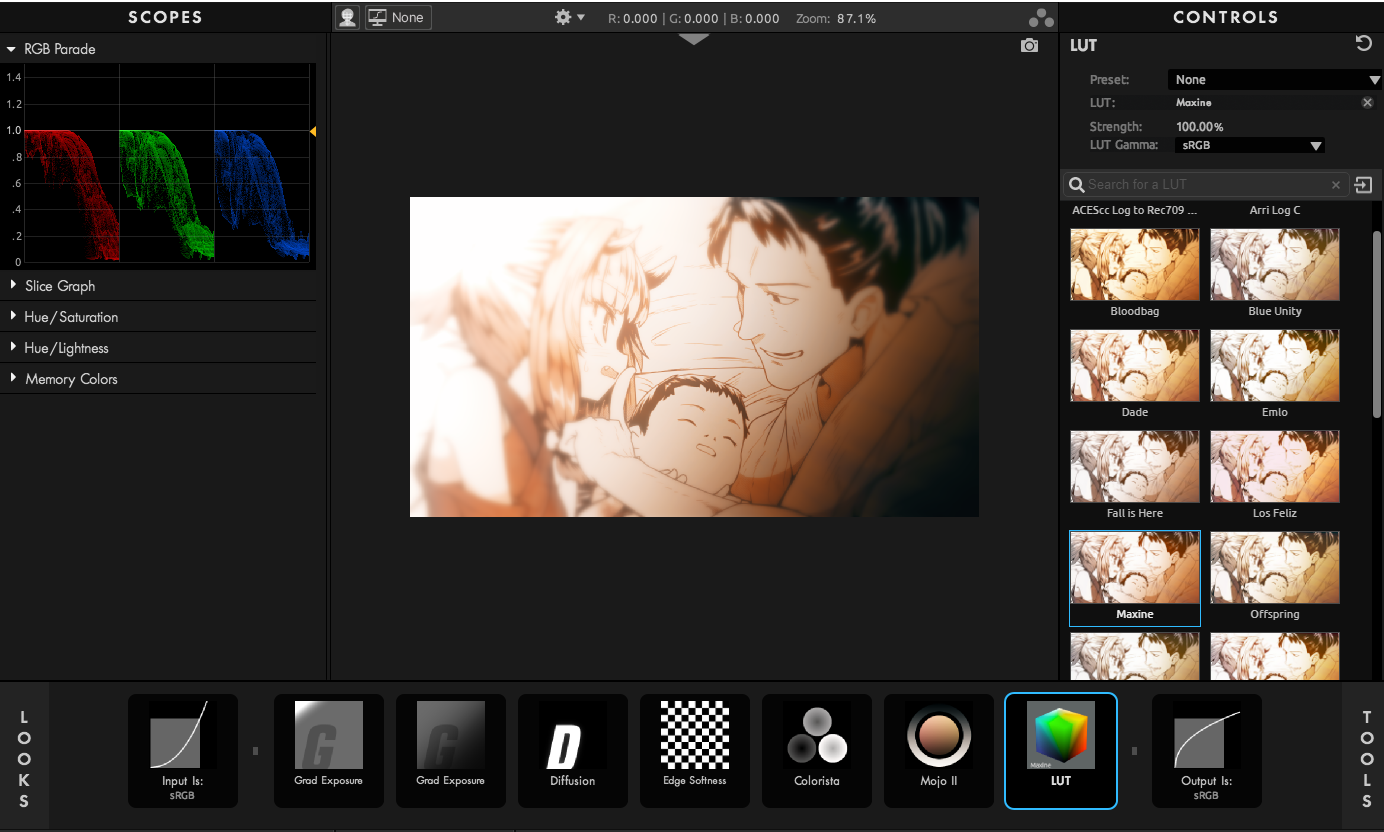 SCOPES
None
R: 0.000 | G: 0.000 | B: 0.000
Zoom: 87.1%
CONTROLS
RGB Parade
1.4
1.2
1.0
.8
.6
.4
.2
0
Slice Graph
Hue/Saturation
Hue/Lightness
Memory Colors
LUT
Preset: None
LUT: Maxine
Strength: 100.00%
LUT Gamma: sRGB
Search for a LUT
ACEScc Log to Rec709 ...
Arri Log C
Bloodbag
Blue Unity
Dade
Emlo
Fall is Here
Los Feliz
Maxine
Offspring
LOOKS
Input Is:
sRGB
G
Grad Exposure
G
Grad Exposure
D
Diffusion
Edge Softness
Colorista
Mojo II
Maxine
LUT
Output Is:
sRGB
TOOLS